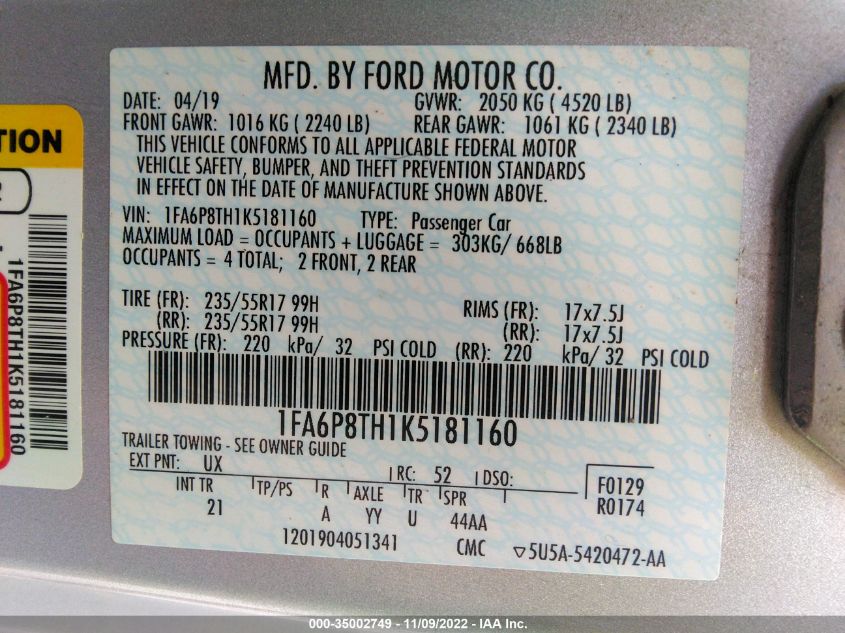 MFD. BY FORD MOTOR CO.
DATE: 04/19 GVWR: 2050 KG ( 4520 LB)
FRONT GAWR: 1016 KG ( 2240 LB) REAR GAWR: 1061 KG ( 2340 LB)
THIS VEHICLE CONFORMS TO ALL APPLICABLE FEDERAL MOTOR
VEHICLE SAFETY, BUMPER, AND THEFT PREVENTION STANDARDS
IN EFFECT ON THE DATE OF MANUFACTURE SHOWN ABOVE.
VIN: 1FA6P8TH1K5181160 TYPE: Passenger Car
MAXIMUM LOAD = OCCUPANTS + LUGGAGE = 303KG/ 668LB
OCCUPANTS = 4 TOTAL; 2 FRONT, 2 REAR
TIRE (FR): 235/55R17 99H RIMS (FR): 17x7.5J
(RR): 235/55R17 99H (RR): 17x7.5J
PRESSURE (FR): 220 kPa/ 32 PSI COLD (RR): 220 kPa/ 32 PSI COLD
1FA6P8TH1K5181160
TRAILER TOWING - SEE OWNER GUIDE
EXT PNT: UX RC: 52 DSO: F0129
INT TR TP/PS R AXLE TR SPR R0174
21 A YY U 44AA
1201904051341 CMC ▽5U5A-5420472-AA
TION
1FA6P8TH1K5181160
000-35002749 - 11/09/2022 - IAA Inc.